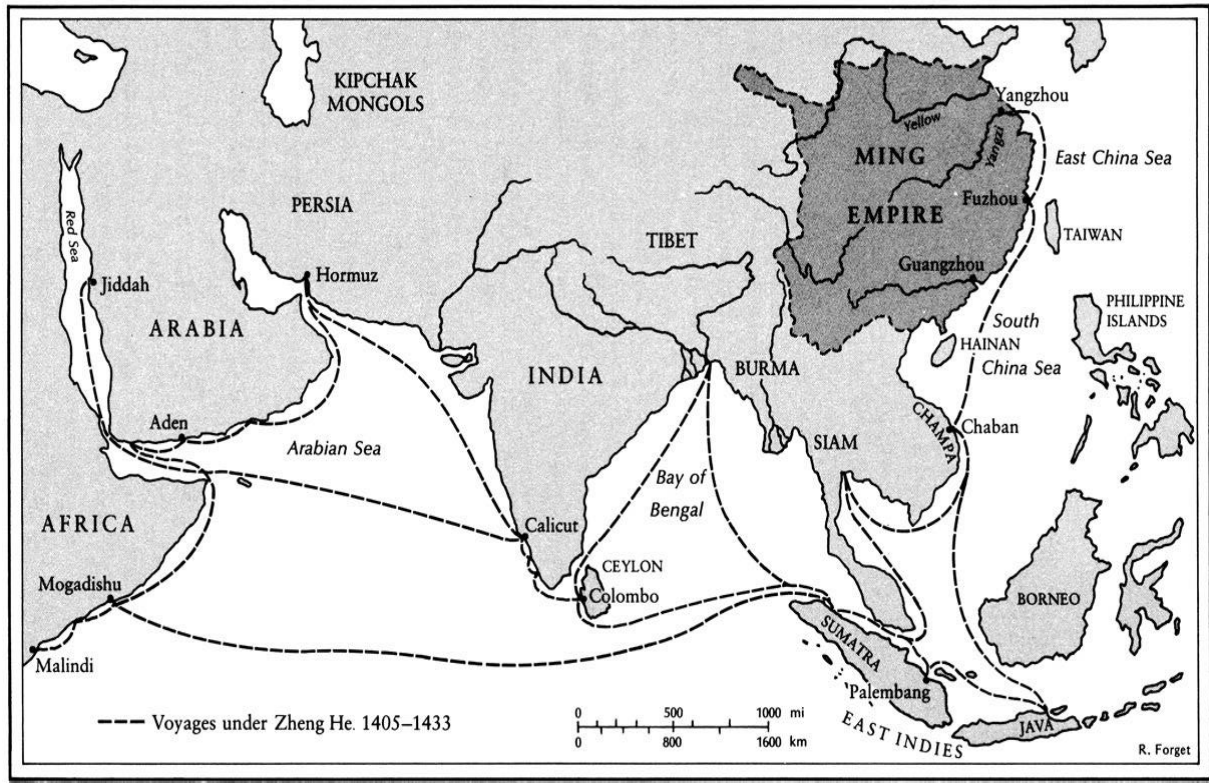 KIPCHAK
MONGOLS
Yangzhou
Yellow
Yangzi
MING
EMPIRE
East China Sea
Fuzhou
TAIWAN
PERSIA
TIBET
Red Sea
Hormuz
Guangzhou
Jiddah
ARABIA
PHILIPPINE
ISLANDS
South
China Sea
HAINAN
INDIA
BURMA
Aden
Arabian Sea
SIAM
CHAMPA
Chaban
Bay of
Bengal
AFRICA
Calicut
CEYLON
Colombo
Mogadishu
BORNEO
SUMATRA
Malindi
Palembang
EAST INDIES
JAVA
Voyages under Zheng He. 1405–1433
0 500 1000 mi
0 800 1600 km
R. Forget